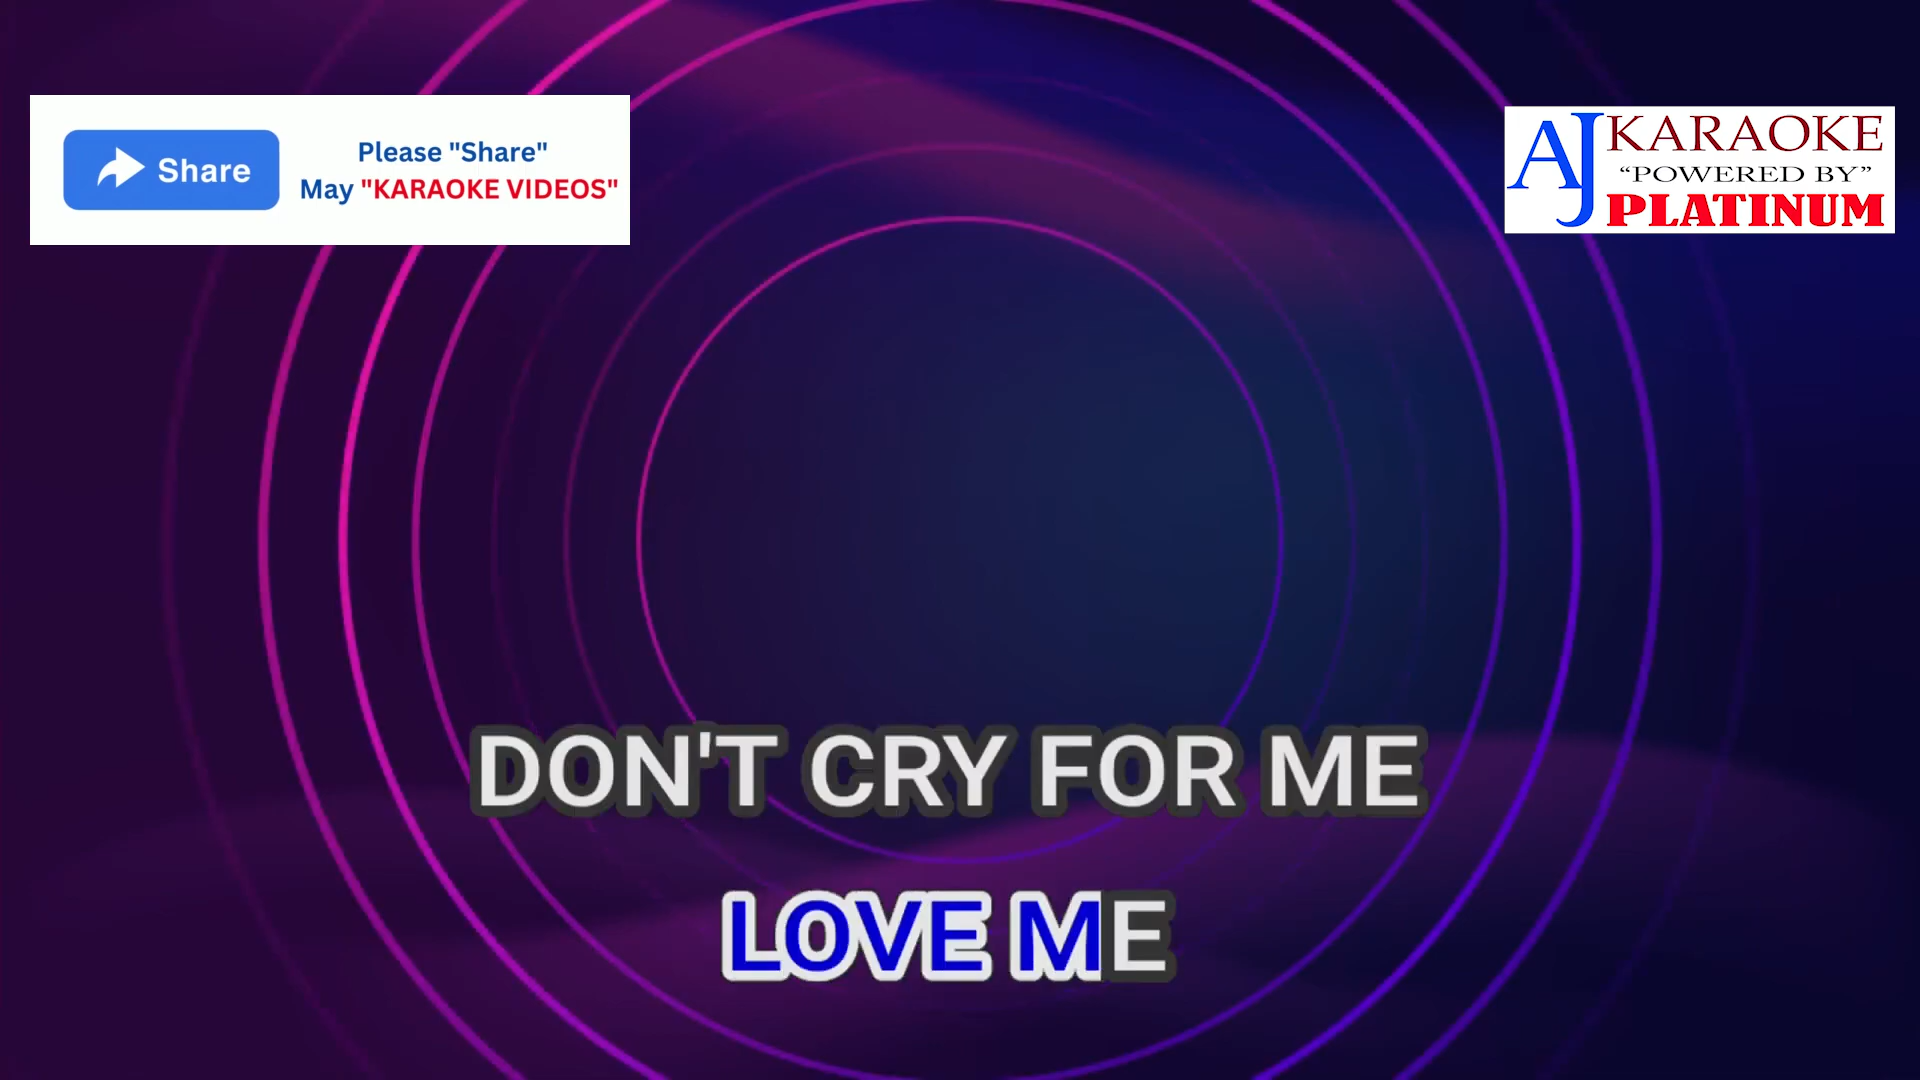 Share
Please "Share"
May "KARAOKE VIDEOS"
AJ KARAOKE
“POWERED BY”
PLATINUM
DON'T CRY FOR ME
LOVE ME